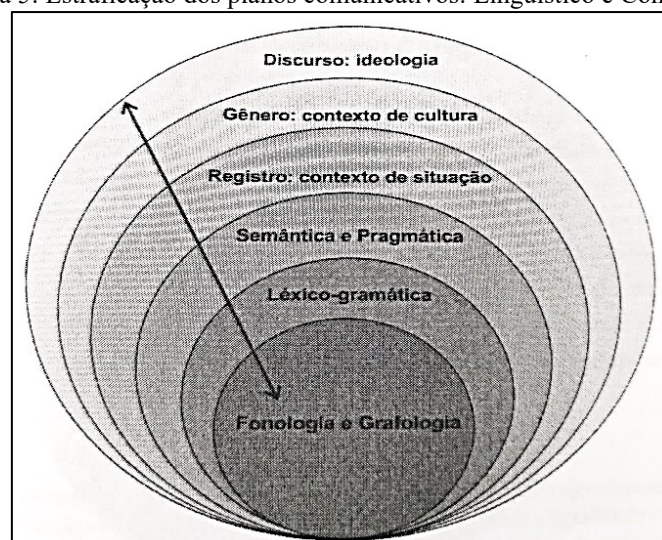 5: Estratificação dos planos comunicativos: Linguístico e
Discurso: ideologia
Gênero: contexto de cultura
Registro: contexto de situação
Semântica e Pragmática
Léxico-gramática
Fonologia e Grafologia